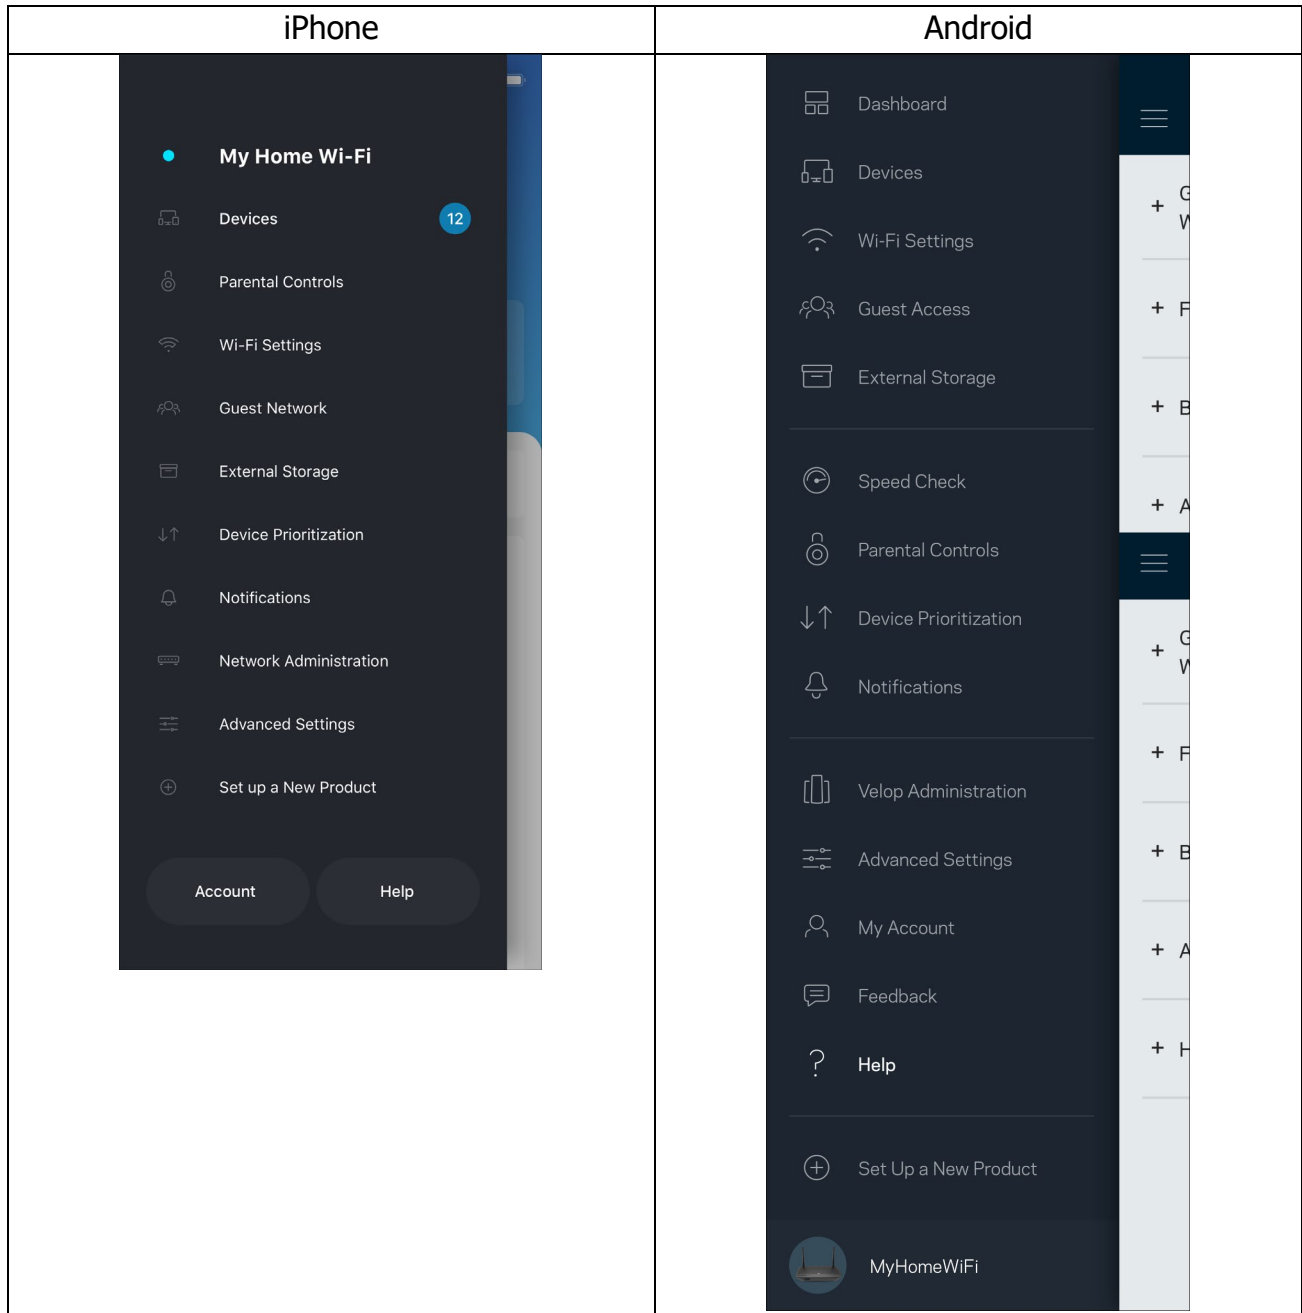 iPhone
Android
My Home Wi-Fi
Devices 12
Parental Controls
Wi-Fi Settings
Guest Network
External Storage
Device Prioritization
Notifications
Network Administration
Advanced Settings
Set up a New Product
Account
Help
Dashboard
Devices
Wi-Fi Settings
Guest Access
External Storage
Speed Check
Parental Controls
Device Prioritization
Notifications
Velop Administration
Advanced Settings
My Account
Feedback
? Help
Set Up a New Product
MyHomeWiFi